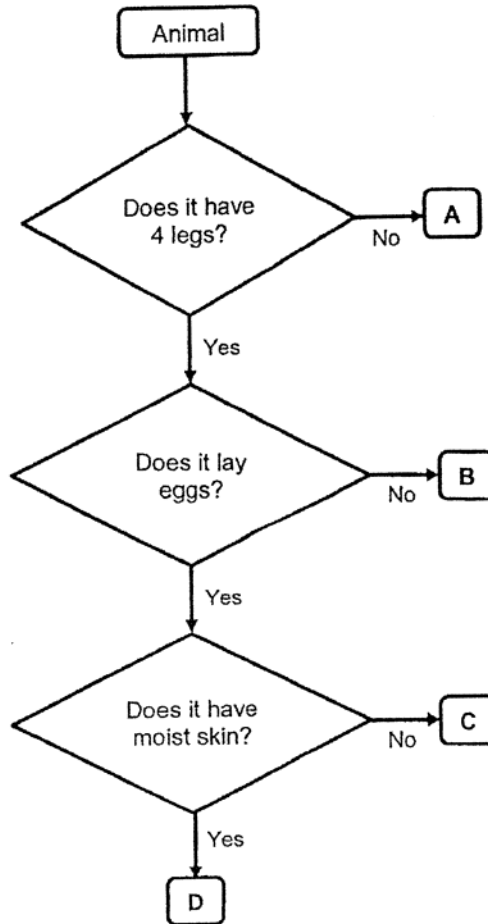 Animal
Does it have
4 legs?
No
A
Yes
Does it lay
eggs?
No
B
Yes
Does it have
moist skin?
No
C
Yes
D